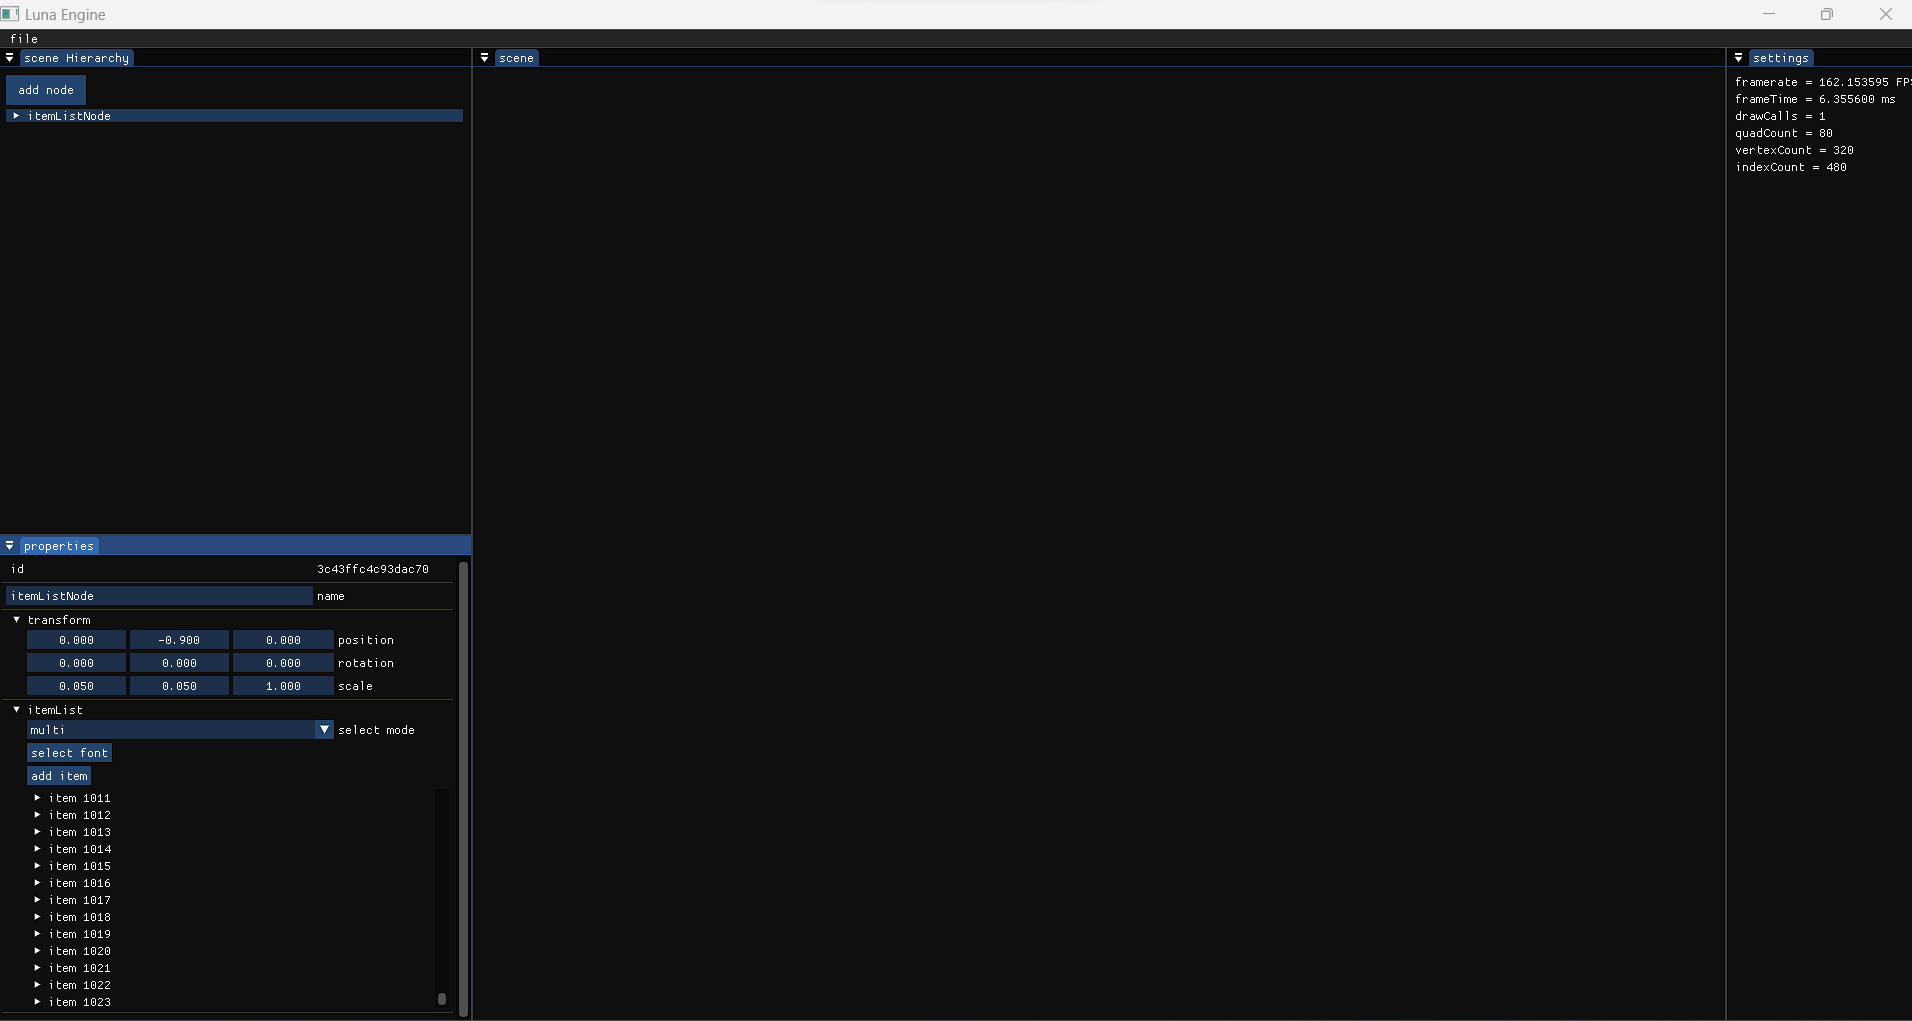 Luna Engine
file
scene Hierarchy
add node
itemListNode
scene
settings
framerate = 162.153595 FPS
frameTime = 6.355600 ms
drawCalls = 1
quadCount = 80
vertexCount = 320
indexCount = 480
properties
id 3c43ffc4c93dac70
itemListNode name
transform
0.000 -0.900 0.000 position
0.000 0.000 0.000 rotation
0.050 0.050 1.000 scale
itemList
multi select mode
select font
add item
item 1011
item 1012
item 1013
item 1014
item 1015
item 1016
item 1017
item 1018
item 1019
item 1020
item 1021
item 1022
item 1023